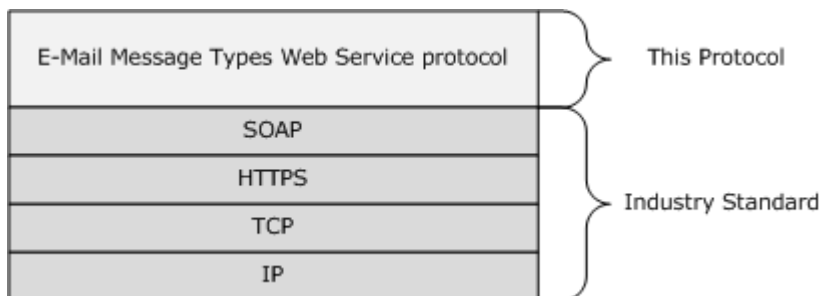 E-Mail Message Types Web Service protocol
This Protocol
SOAP
HTTPS
TCP
IP
Industry Standard